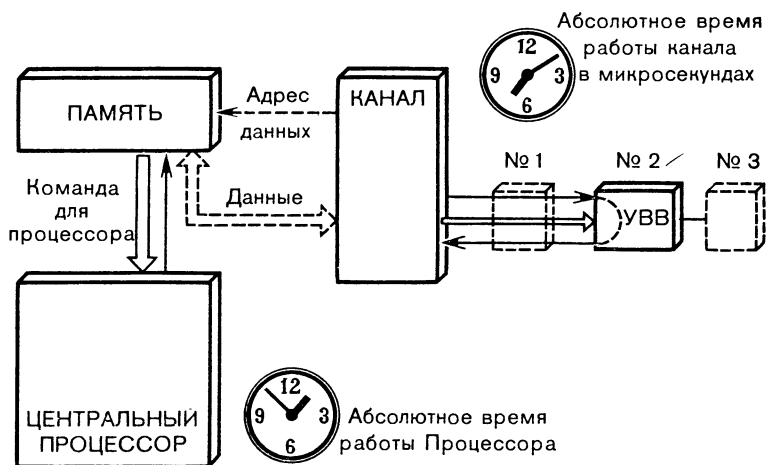 Абсолютное время
работы канала
в микросекундах
12
9 3
6
ПАМЯТЬ
Адрес
данных
КАНАЛ
№ 1
№ 2
№ 3
Команда
для
процессора
Данные
УВВ
ЦЕНТРАЛЬНЫЙ
ПРОЦЕССОР
12
9 3
6
Абсолютное время
работы Процессора